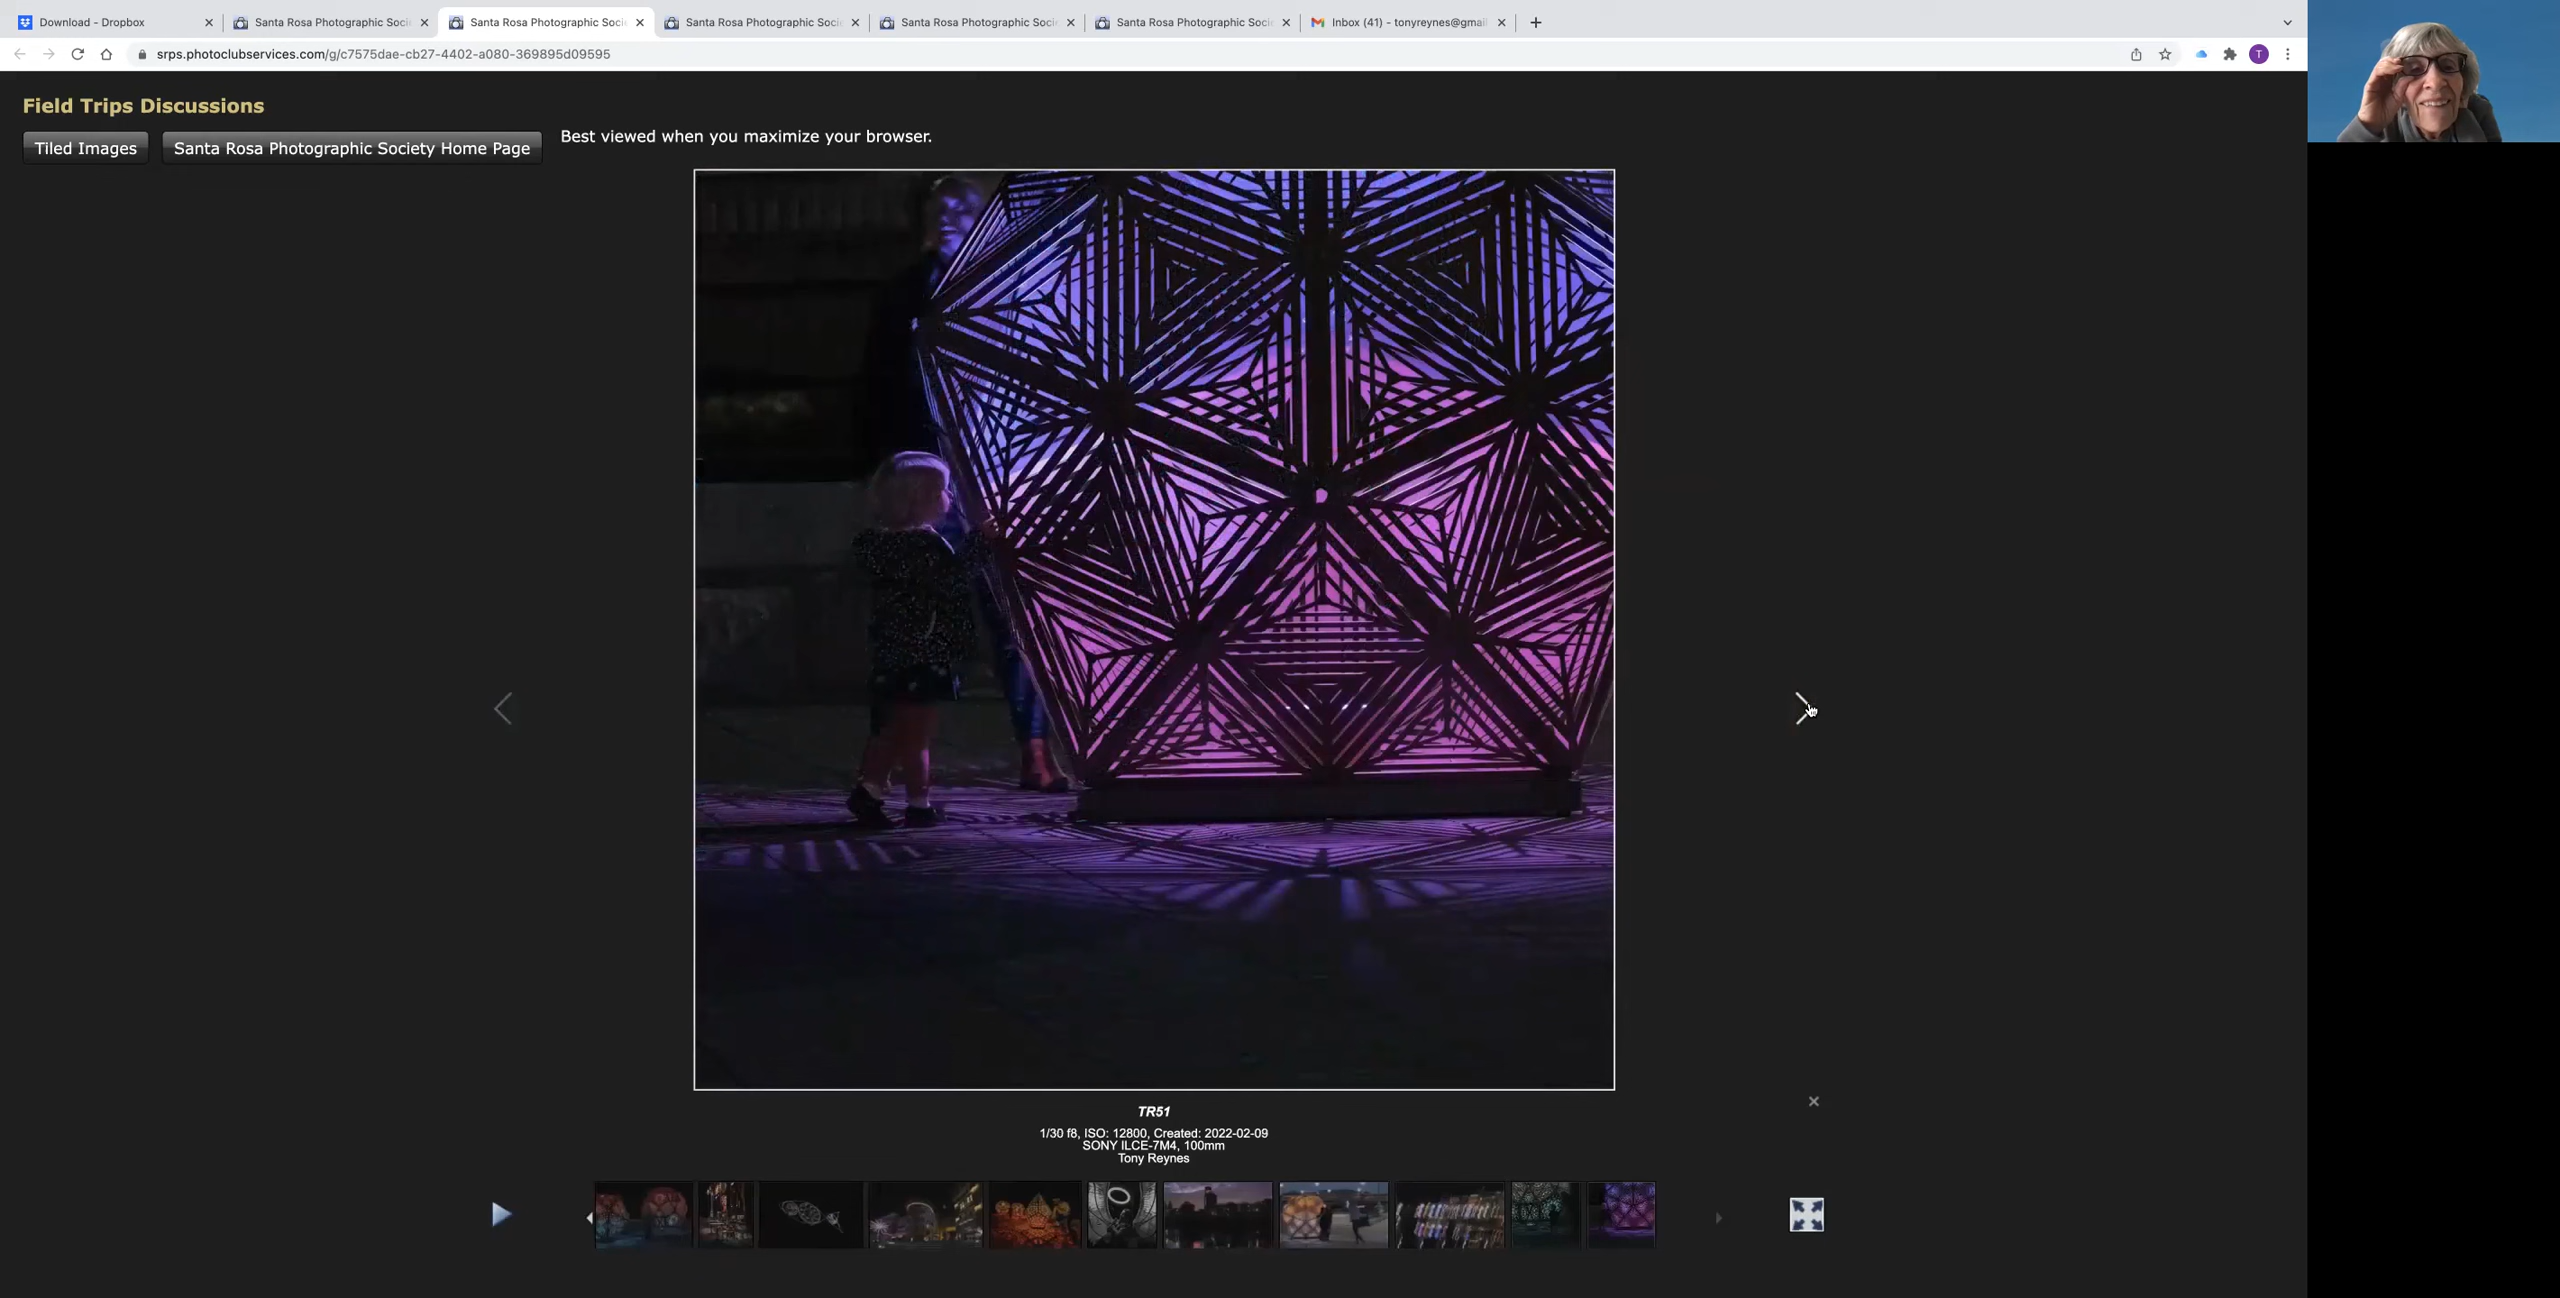 Download - Dropbox
Santa Rosa Photographic Soci
Santa Rosa Photographic Soci
Santa Rosa Photographic Soci
Santa Rosa Photographic Soci
Santa Rosa Photographic Soci
Inbox (41) - tonyreynes@gmai
srps.photoclubservices.com/g/c7575dae-cb27-4402-a080-369895d09595
T
Field Trips Discussions
Tiled Images
Santa Rosa Photographic Society Home Page
Best viewed when you maximize your browser.
TR51
1/30 f8, ISO: 12800, Created: 2022-02-09
SONY ILCE-7M4, 100mm
Tony Reynes